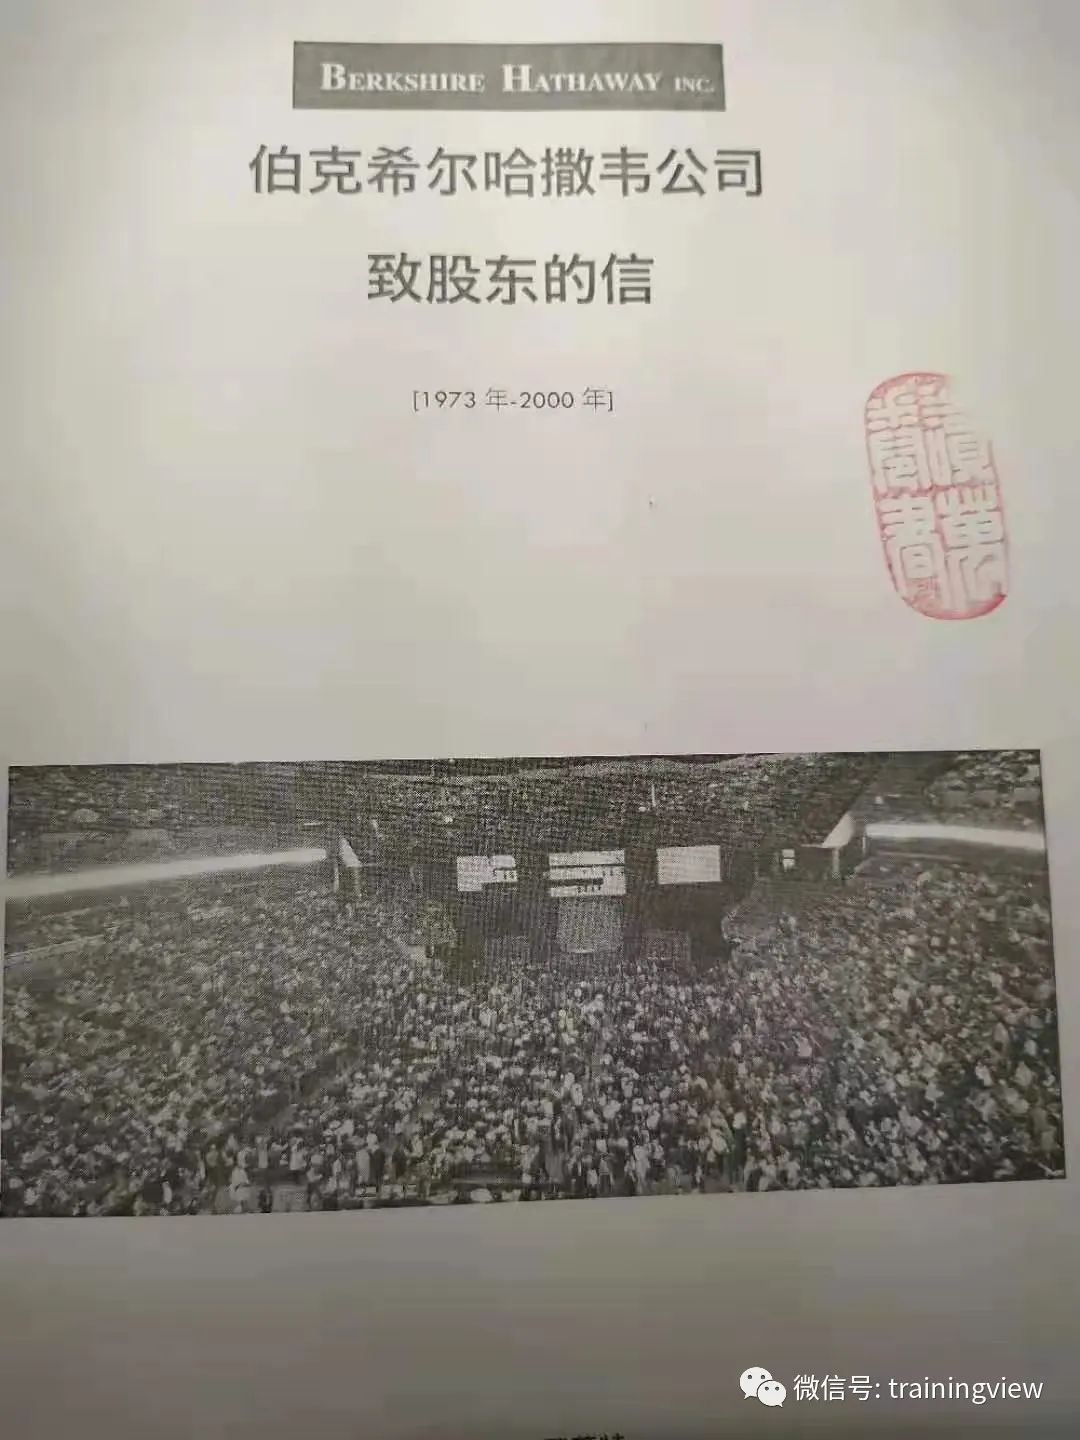 BERKSHIRE HATHAWAY INC.
伯克希尔哈撒韦公司
致股东的信
[1973 年-2000 年]
微信号: trainingview